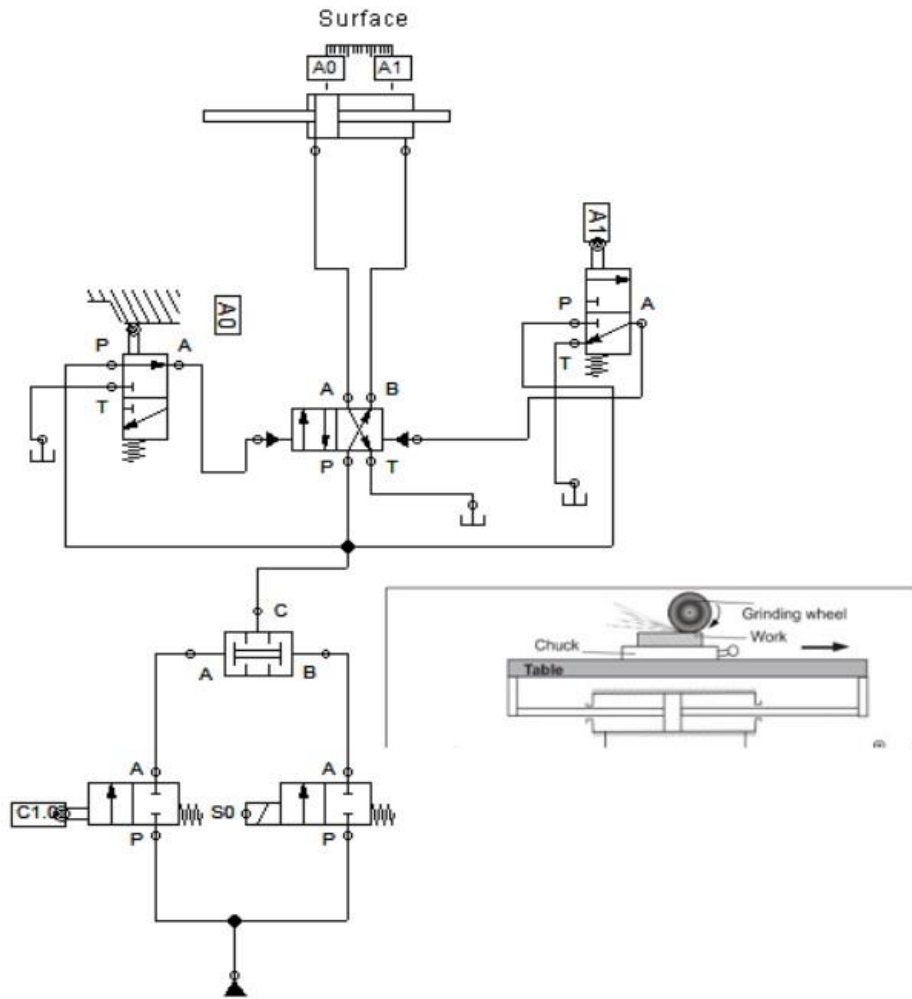 Surface
A0 A1
A1
P A
T
A0
P A
T
A B
P T
C
A B
Grinding wheel
Work
Chuck
Table
A A
C1.0 S0
P P